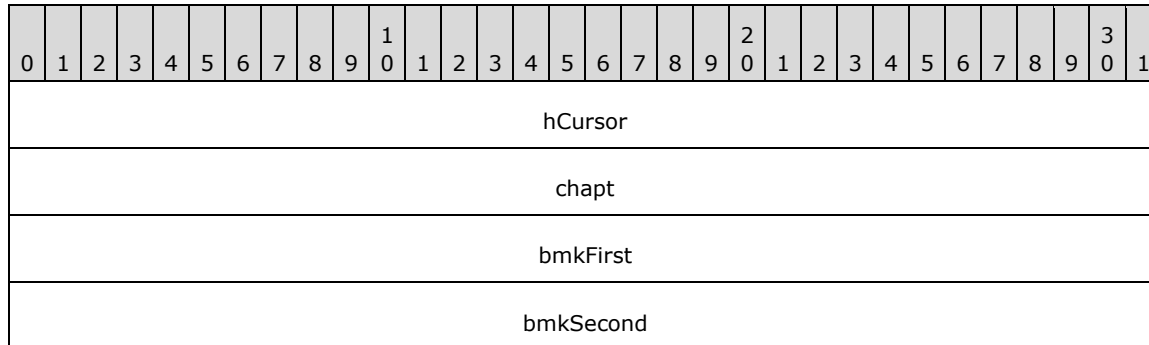 1 2 3
0 1 2 3 4 5 6 7 8 9 0 1 2 3 4 5 6 7 8 9 0 1 2 3 4 5 6 7 8 9 0 1
hCursor
chapt
bmkFirst
bmkSecond